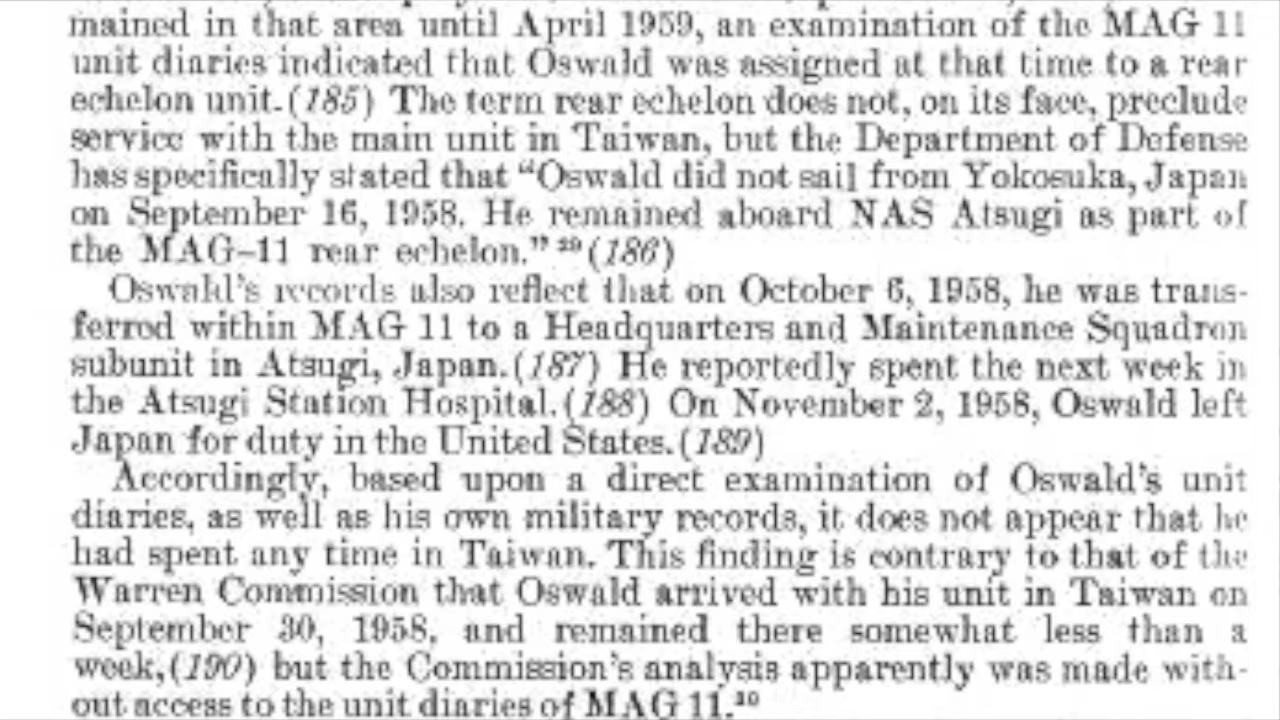 mained in that area until April 1959, an examination of the MAG 11
unit diaries indicated that Oswald was assigned at that time to a rear
echelon unit.(185) The term rear echelon does not, on its face, preclude
service with the main unit in Taiwan, but the Department of Defense
has specifically stated that “Oswald did not sail from Yokosuka, Japan
on September 16, 1958. He remained aboard NAS Atsugi as part of
the MAG–11 rear echelon.” ²⁹ (186)
Oswald's records also reflect that on October 6, 1958, he was trans-
ferred within MAG 11 to a Headquarters and Maintenance Squadron
subunit in Atsugi, Japan.(187) He reportedly spent the next week in
the Atsugi Station Hospital.(188) On November 2, 1958, Oswald left
Japan for duty in the United States.(189)
Accordingly, based upon a direct examination of Oswald's unit
diaries, as well as his own military records, it does not appear that he
had spent any time in Taiwan. This finding is contrary to that of the
Warren Commission that Oswald arrived with his unit in Taiwan on
September 30, 1958, and remained there somewhat less than a
week,(190) but the Commission's analysis apparently was made with-
out access to the unit diaries of MAG 11.³⁰